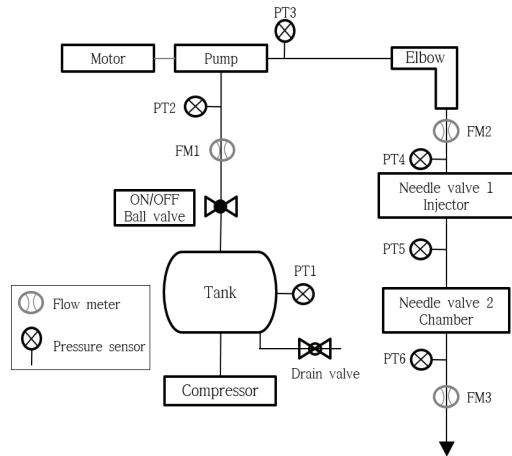 PT3
Motor
Pump
Elbow
PT2
FM1
FM2
PT4
ON/OFF
Ball valve
Needle valve 1
Injector
PT5
Tank
PT1
Needle valve 2
Chamber
Flow meter
Pressure sensor
Drain valve
PT6
Compressor
FM3